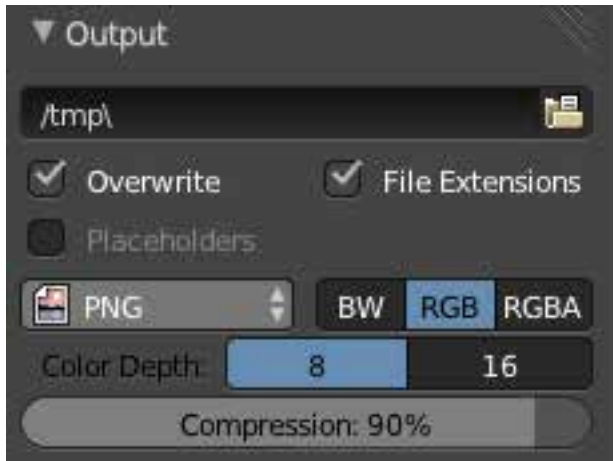 Output
/tmp\
Overwrite File Extensions
Placeholders
PNG BW RGB RGBA
Color Depth: 8 16
Compression: 90%